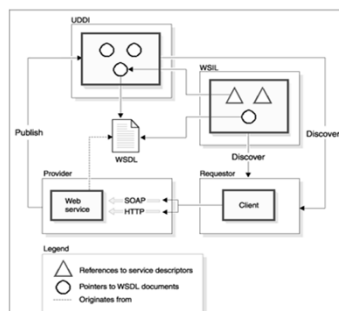 UDDI
WSIL
Publish
WSDL
Discover
Discover
Provider
Requestor
Web
service
SOAP
HTTP
Client
Legend
References to service descriptors
Pointers to WSDL documents
Originates from